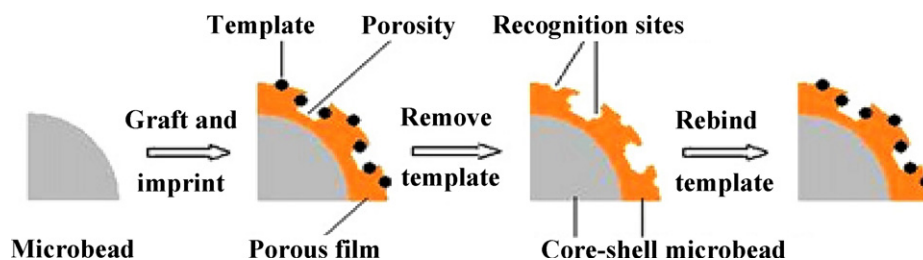 Template Porosity Recognition sites
Graft and
imprint
Remove
template
Rebind
template
Microbead Porous film Core-shell microbead